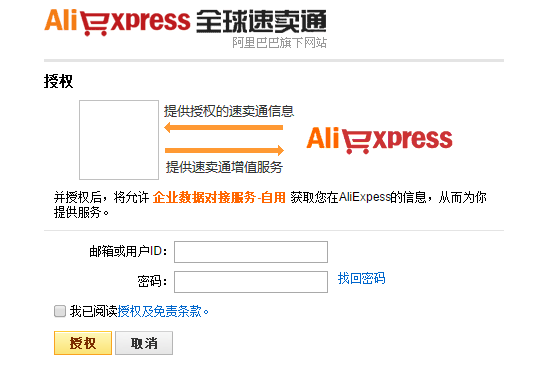 AliExpress 全球速卖通
阿里巴巴旗下网站
授权
提供授权的速卖通信息
AliExpress
提供速卖通增值服务
并授权后，将允许 企业数据对接服务-自用 获取您在AliExpess的信息，从而为你
提供服务。
邮箱或用户ID：
密码： 找回密码
我已阅读授权及免责条款。
授权 取消